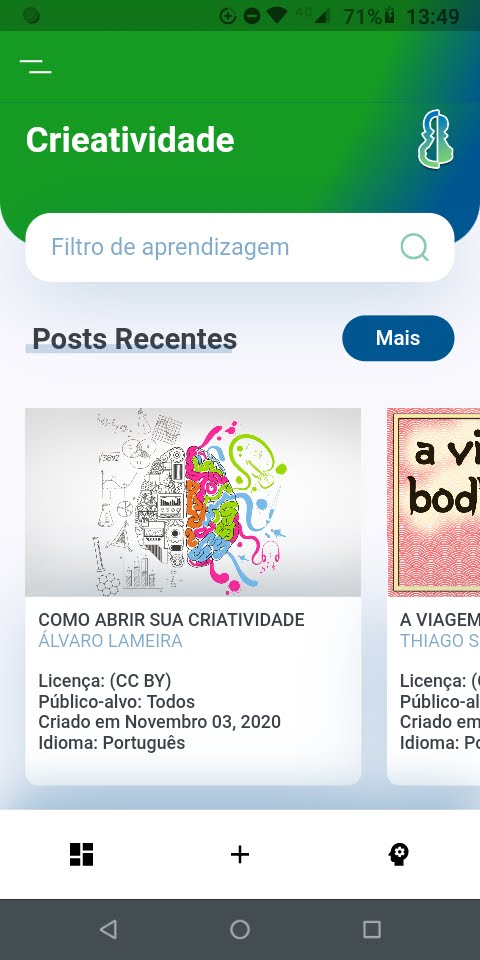 4G 71% 13:49
Crieatividade
Filtro de aprendizagem
Posts Recentes
Mais
COMO ABRIR SUA CRIATIVIDADE
ÁLVARO LAMEIRA
Licença: (CC BY)
Público-alvo: Todos
Criado em Novembro 03, 2020
Idioma: Português
a vi
body
A VIAGEM
THIAGO S
Licença: (
Público-al
Criado em
Idioma: Po